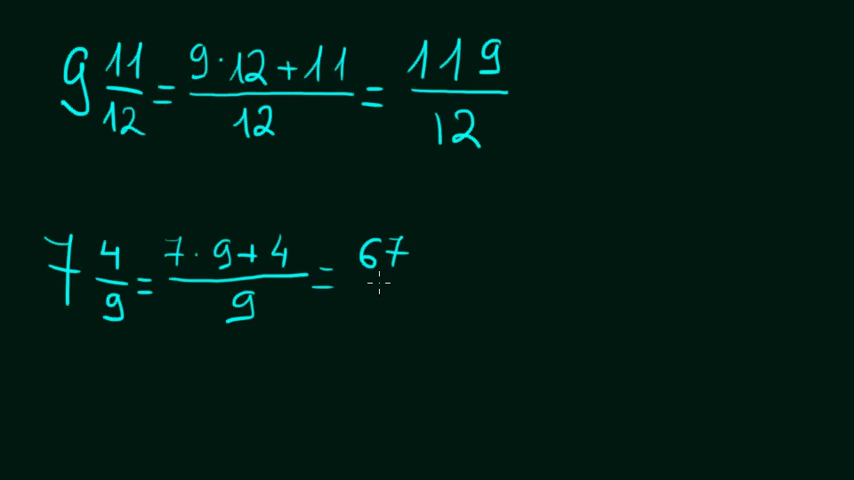 9 11/12 = (9·12+11)/12 = 119/12
7 4/9 = (7·9+4)/9 = 67